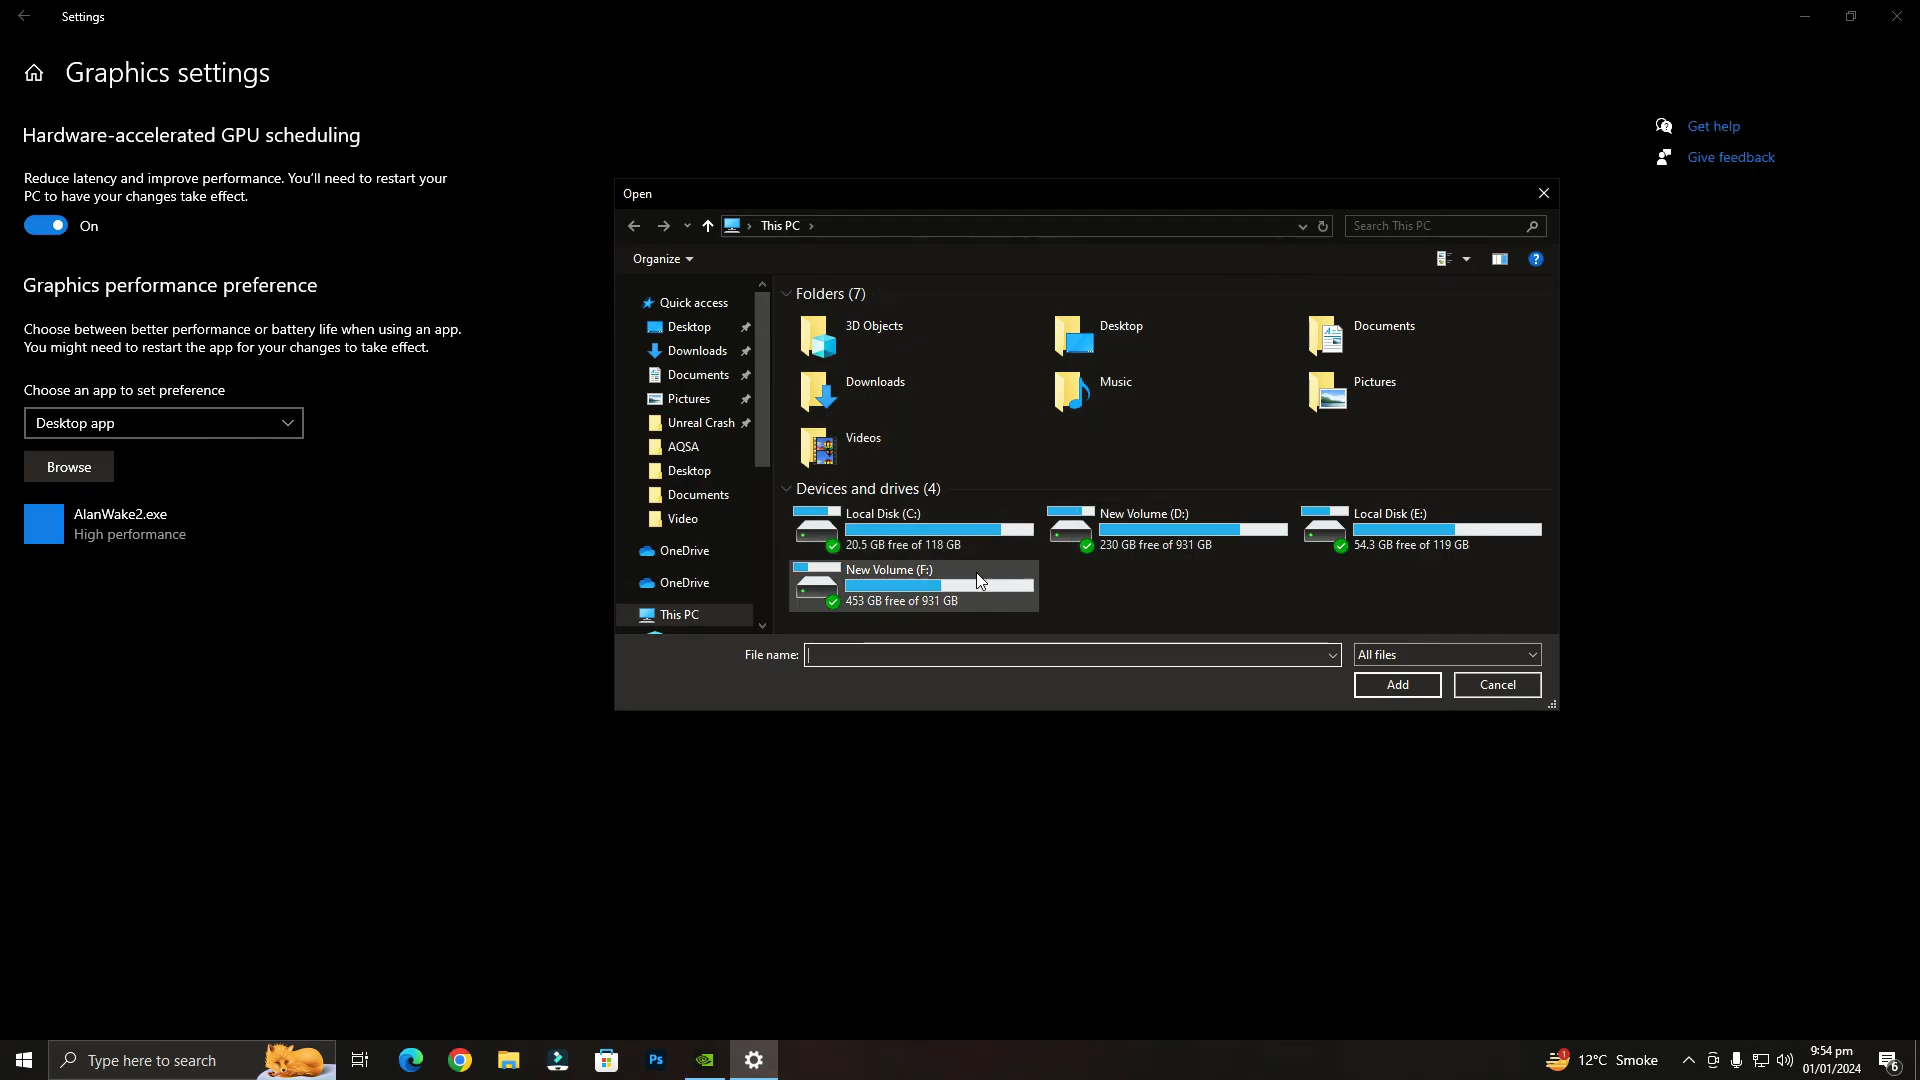 Settings
Graphics settings
Hardware-accelerated GPU scheduling
Reduce latency and improve performance. You'll need to restart your
PC to have your changes take effect.
On
Graphics performance preference
Choose between better performance or battery life when using an app.
You might need to restart the app for your changes to take effect.
Choose an app to set preference
Desktop app
Browse
AlanWake2.exe
High performance
Get help
Give feedback
Open
This PC
Search This PC
Organize
Quick access
Desktop
Downloads
Documents
Pictures
Unreal Crash
AQSA
Desktop
Documents
Video
OneDrive
OneDrive
This PC
Folders (7)
3D Objects
Desktop
Documents
Downloads
Music
Pictures
Videos
Devices and drives (4)
Local Disk (C:)
20.5 GB free of 118 GB
New Volume (D:)
230 GB free of 931 GB
Local Disk (E:)
54.3 GB free of 119 GB
New Volume (F:)
453 GB free of 931 GB
File name:
All files
Add
Cancel
Type here to search
Ps
1
12°C Smoke
9:54 pm
01/01/2024
6